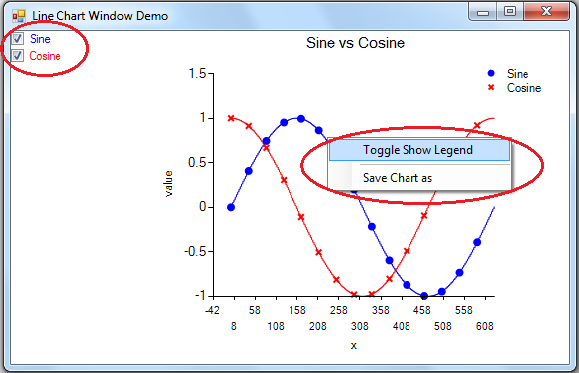 Line Chart Window Demo
Sine
Cosine
Sine vs Cosine
Sine
Cosine
Toggle Show Legend
Save Chart as
value
1.5
1
0.5
0
-0.5
-1
-42 58 158 258 358 458 558
8 108 208 308 408 508 608
x